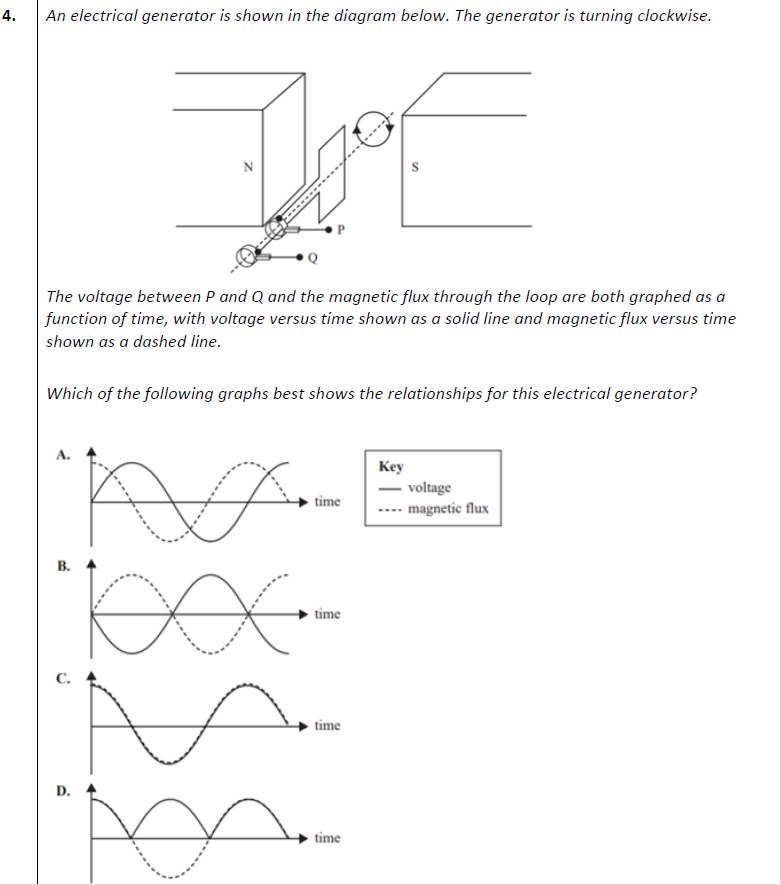 4. An electrical generator is shown in the diagram below. The generator is turning clockwise.
N
S
P
Q
The voltage between P and Q and the magnetic flux through the loop are both graphed as a
function of time, with voltage versus time shown as a solid line and magnetic flux versus time
shown as a dashed line.
Which of the following graphs best shows the relationships for this electrical generator?
A.
time
Key
voltage
magnetic flux
B.
time
C.
time
D.
time